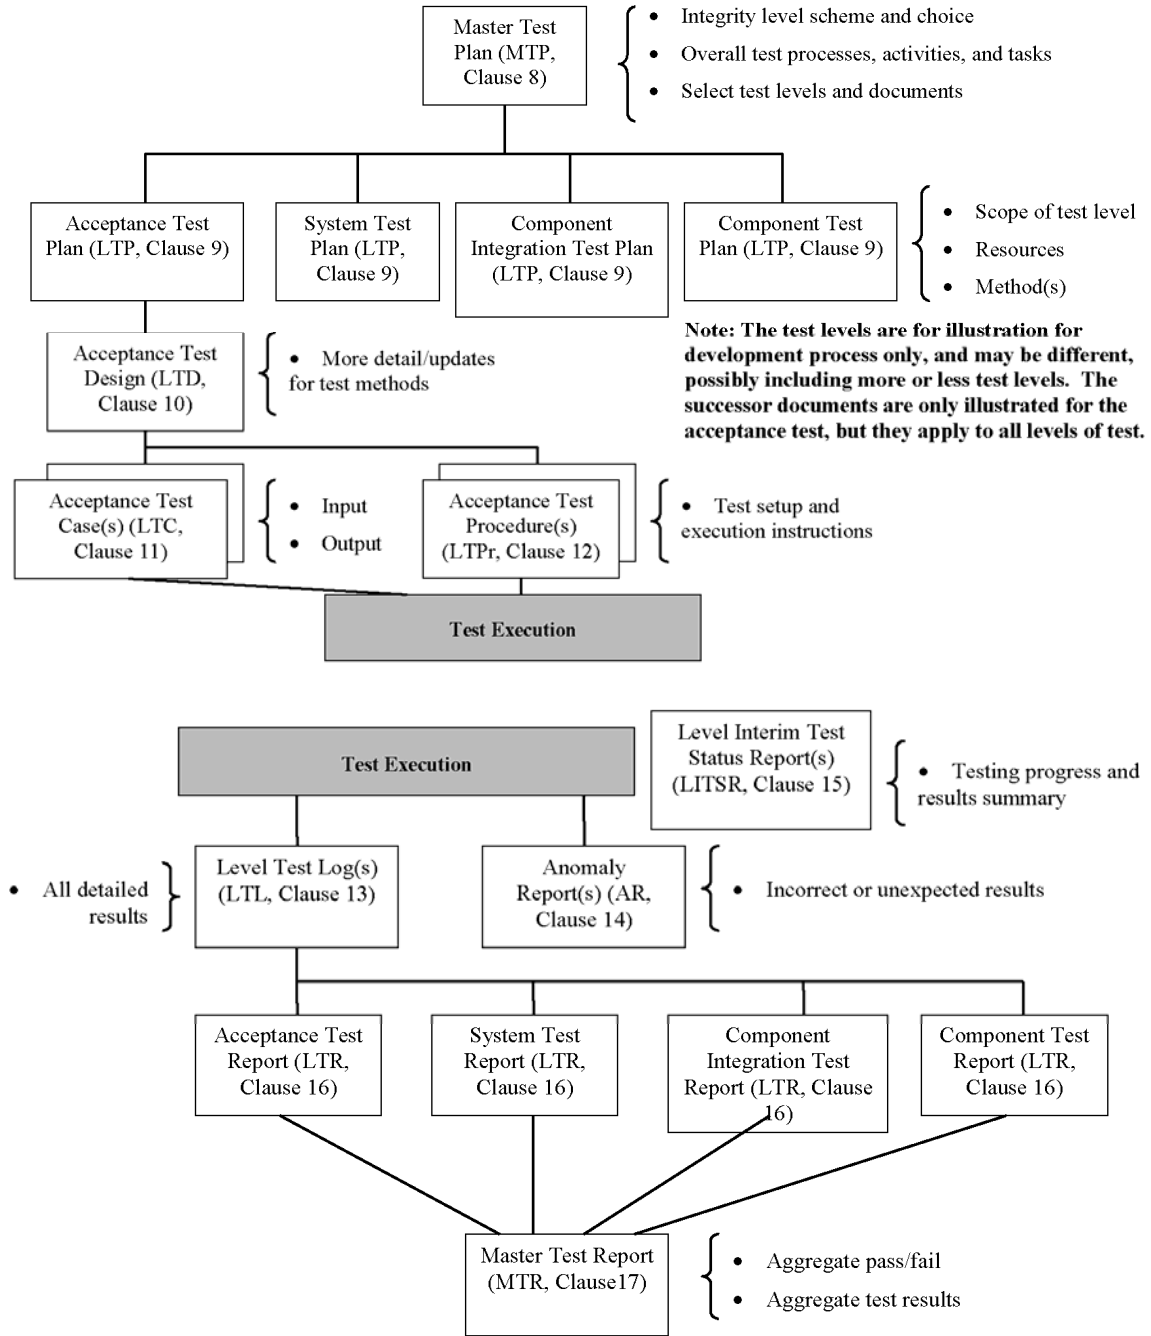 Master Test
Plan (MTP,
Clause 8)
• Integrity level scheme and choice
• Overall test processes, activities, and tasks
• Select test levels and documents
Acceptance Test
Plan (LTP, Clause 9)
System Test
Plan (LTP,
Clause 9)
Component
Integration Test Plan
(LTP, Clause 9)
Component Test
Plan (LTP, Clause 9)
• Scope of test level
• Resources
• Method(s)
Note: The test levels are for illustration for
development process only, and may be different,
possibly including more or less test levels. The
successor documents are only illustrated for the
acceptance test, but they apply to all levels of test.
Acceptance Test
Design (LTD,
Clause 10)
• More detail/updates
for test methods
Acceptance Test
Case(s) (LTC,
Clause 11)
• Input
• Output
Acceptance Test
Procedure(s)
(LTPr, Clause 12)
• Test setup and
execution instructions
Test Execution
Test Execution
Level Interim Test
Status Report(s)
(LITSR, Clause 15)
• Testing progress and
results summary
• All detailed
results
Level Test Log(s)
(LTL, Clause 13)
Anomaly
Report(s) (AR,
Clause 14)
• Incorrect or unexpected results
Acceptance Test
Report (LTR,
Clause 16)
System Test
Report (LTR,
Clause 16)
Component
Integration Test
Report (LTR, Clause
16)
Component Test
Report (LTR,
Clause 16)
Master Test Report
(MTR, Clause17)
• Aggregate pass/fail
• Aggregate test results